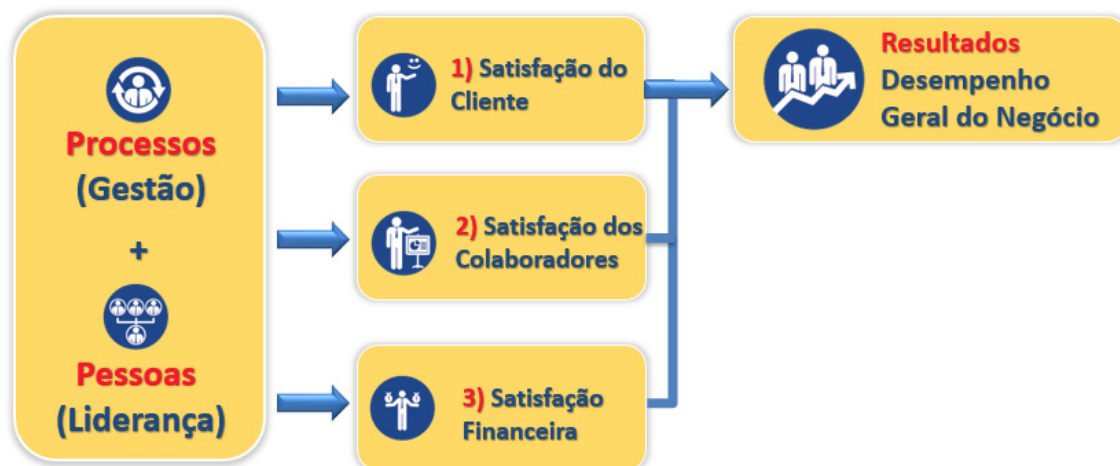 Processos
(Gestão)
+
Pessoas
(Liderança)
1) Satisfação do
Cliente
2) Satisfação dos
Colaboradores
3) Satisfação
Financeira
Resultados
Desempenho
Geral do Negócio